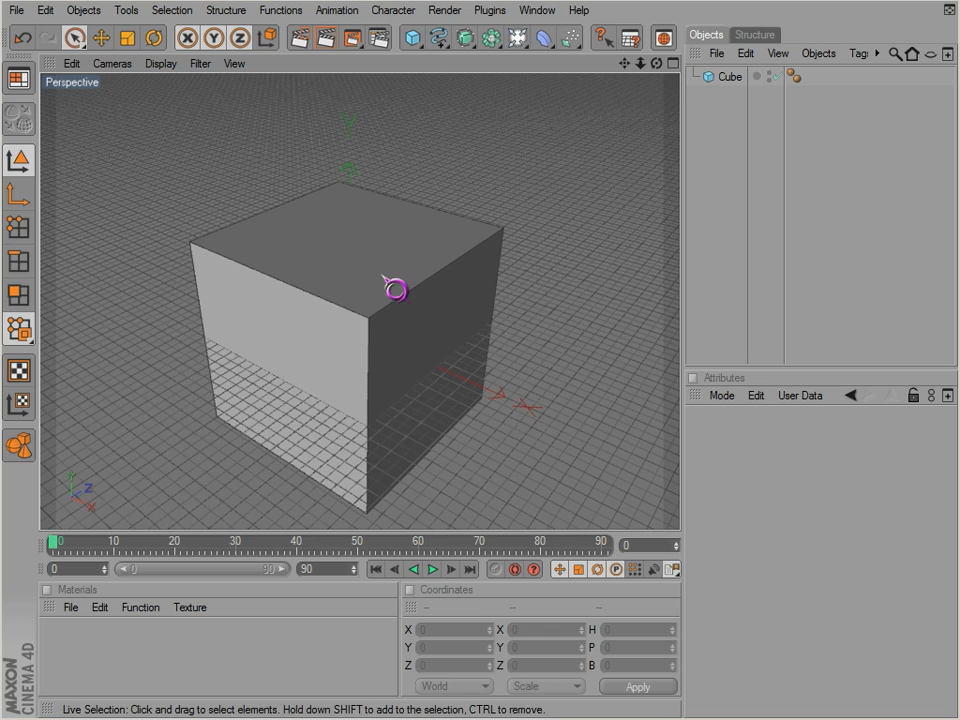 File Edit Objects Tools Selection Structure Functions Animation Character Render Plugins Window Help
X Y Z
Objects Structure
File Edit View Objects Tag
Edit Cameras Display Filter View
Perspective
Cube
Y
X
Y
Z
X
Attributes
Mode Edit User Data
0 10 20 30 40 50 60 70 80 90 0
0 0 90 90
P
Materials Coordinates
File Edit Function Texture -- -- --
X 0 X 0 H 0
Y 0 Y 0 P 0
Z 0 Z 0 B 0
World Scale Apply
MAXON
CINEMA 4D
Live Selection: Click and drag to select elements. Hold down SHIFT to add to the selection, CTRL to remove.